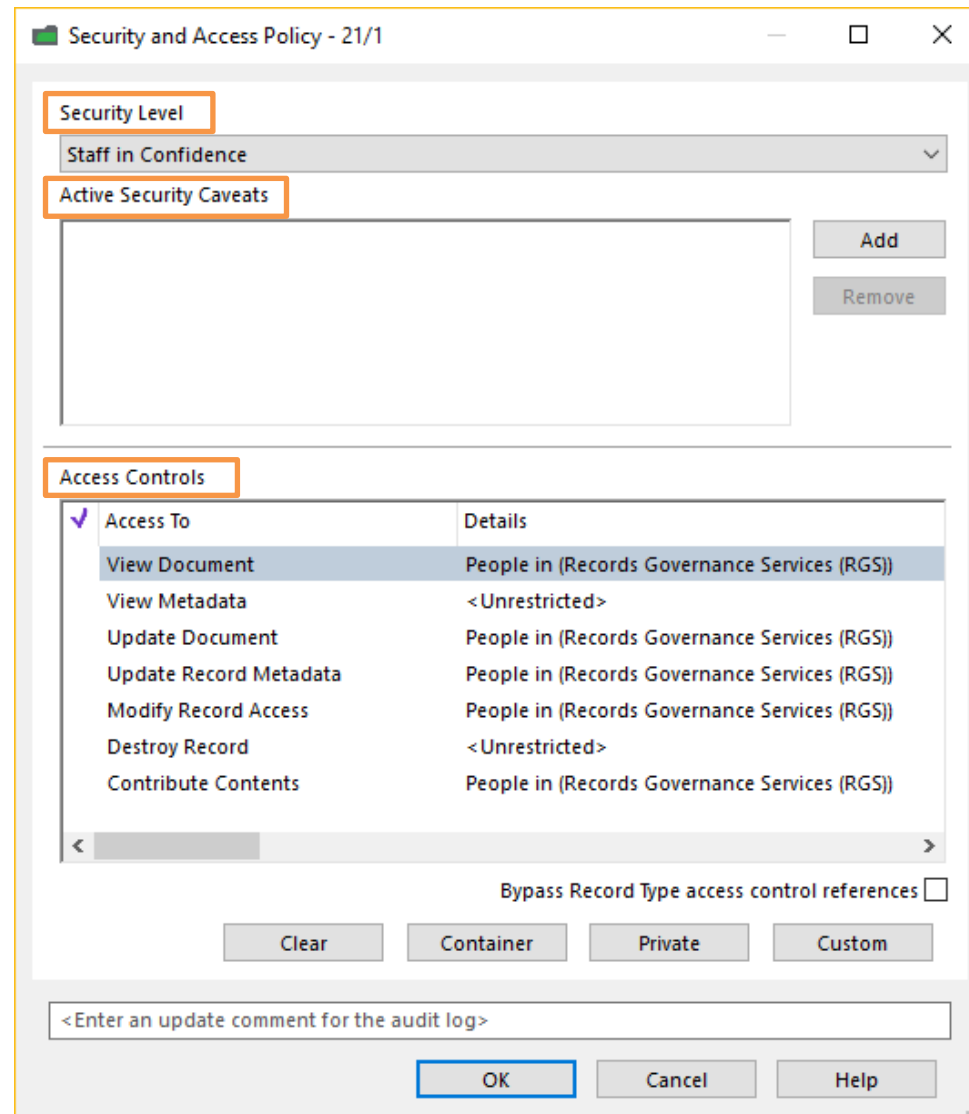 Security and Access Policy - 21/1
Security Level
Staff in Confidence
Active Security Caveats
Add
Remove
Access Controls
Access To Details
View Document People in (Records Governance Services (RGS))
View Metadata <Unrestricted>
Update Document People in (Records Governance Services (RGS))
Update Record Metadata People in (Records Governance Services (RGS))
Modify Record Access People in (Records Governance Services (RGS))
Destroy Record <Unrestricted>
Contribute Contents People in (Records Governance Services (RGS))
Bypass Record Type access control references
Clear Container Private Custom
<Enter an update comment for the audit log>
OK Cancel Help